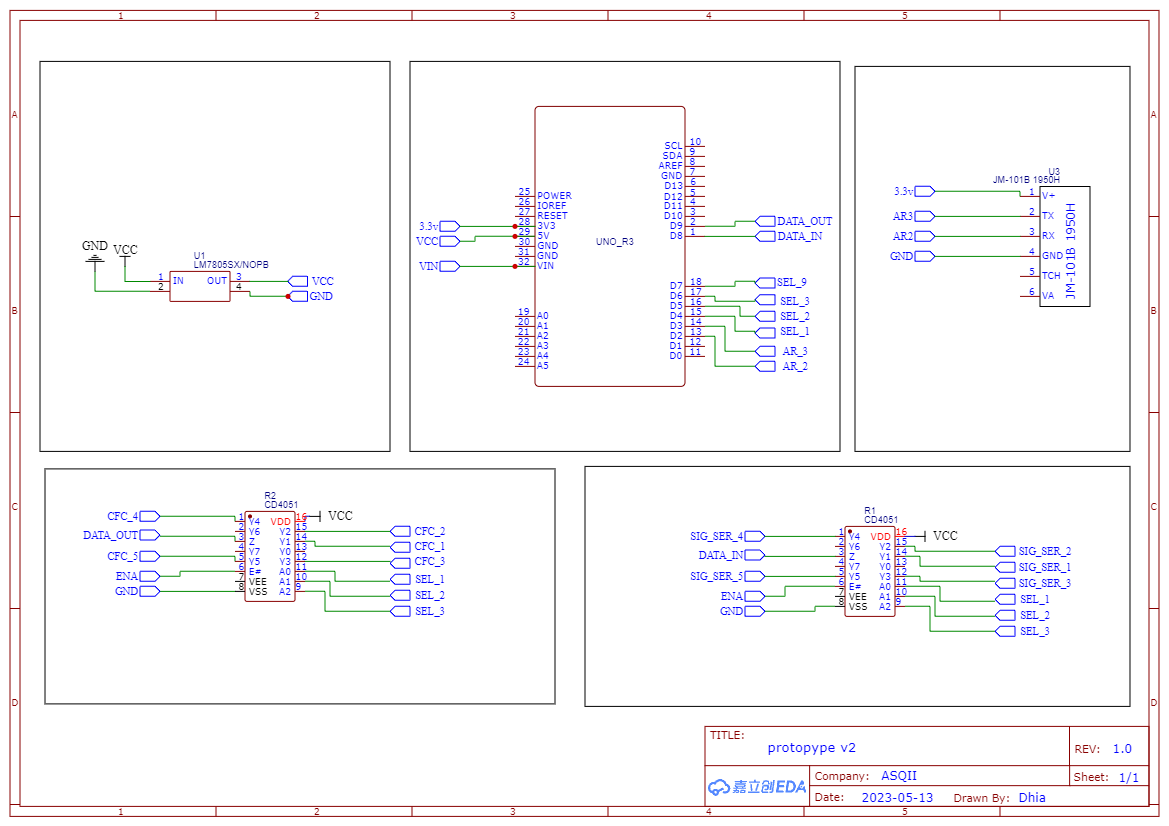 1 2 3 4 5
A A
B B
C C
D D
GND VCC
U1
LM7805SX/NOPB
1 IN OUT 3 VCC
2 4 GND
UNO_R3
25 POWER
26 IOREF
27 RESET
3.3v 28 3V3
VCC 29 5V
30 GND
31 GND
VIN 32 VIN
19 A0
20 A1
21 A2
22 A3
23 A4
24 A5
SCL 10
SDA 9
AREF 8
GND 7
D13 6
D12 5
D11 4
D10 3
D9 2 DATA_OUT
D8 1 DATA_IN
D7 18 SEL_9
D6 17 SEL_3
D5 16 SEL_2
D4 15 SEL_1
D3 14 AR_3
D2 13 AR_2
D1 12
D0 11
U3
JM-101B 1950H
3.3v 1 V+
AR3 2 TX
AR2 3 RX
GND 4 GND
5 TCH
6 VA
JM-101B 1950H
R2
CD4051
CFC_4 1 Y4 VDD 16 VCC
2 Y6 Y2 15 CFC_2
DATA_OUT 3 Z Y1 14 CFC_1
4 Y7 Y0 13 CFC_3
CFC_5 5 Y5 Y3 12
ENA 6 E# A0 11 SEL_1
7 VEE A1 10 SEL_2
GND 8 VSS A2 9 SEL_3
R1
CD4051
SIG_SER_4 1 Y4 VDD 16 VCC
2 Y6 Y2 15 SIG_SER_2
DATA_IN 3 Z Y1 14 SIG_SER_1
4 Y7 Y0 13
SIG_SER_5 5 Y5 Y3 12 SIG_SER_3
ENA 6 E# A0 11 SEL_1
7 VEE A1 10 SEL_2
GND 8 VSS A2 9 SEL_3
TITLE:
protopype v2
REV: 1.0
嘉立创EDA
Company: ASQII
Sheet: 1/1
Date: 2023-05-13 Drawn By: Dhia
1 2 3 4 5